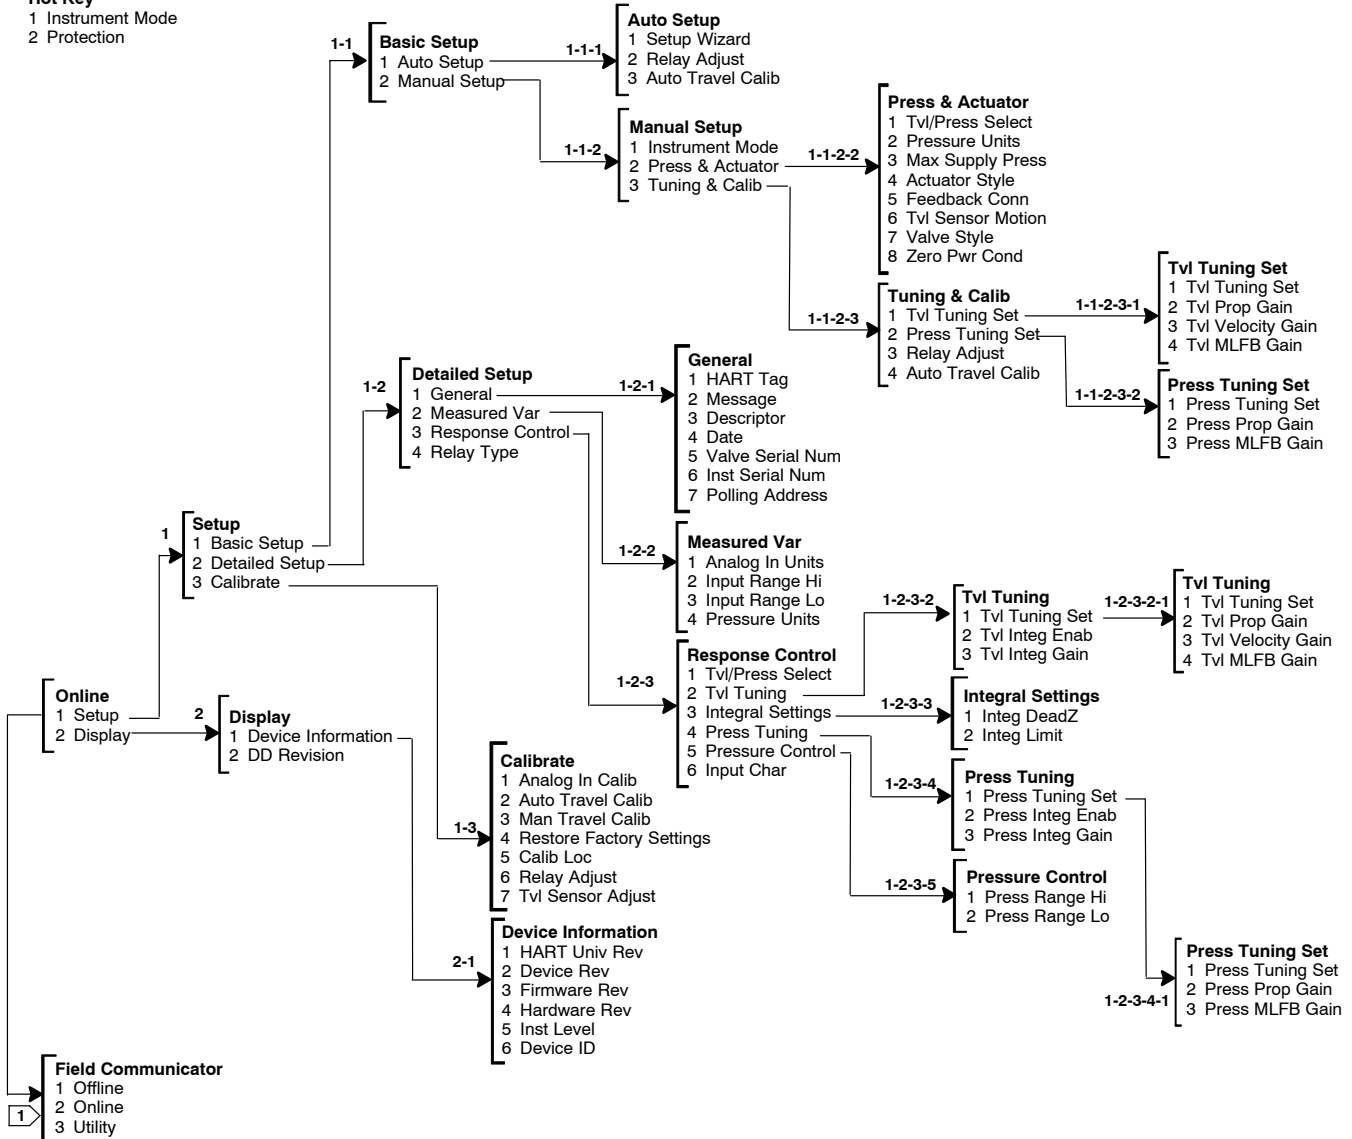 Hot Key
1 Instrument Mode
2 Protection
1-1
Basic Setup
1 Auto Setup
2 Manual Setup
1-1-1
Auto Setup
1 Setup Wizard
2 Relay Adjust
3 Auto Travel Calib
1-1-2
Manual Setup
1 Instrument Mode
2 Press & Actuator
3 Tuning & Calib
1-1-2-2
Press & Actuator
1 Tvl/Press Select
2 Pressure Units
3 Max Supply Press
4 Actuator Style
5 Feedback Conn
6 Tvl Sensor Motion
7 Valve Style
8 Zero Pwr Cond
1-1-2-3
Tuning & Calib
1 Tvl Tuning Set
2 Press Tuning Set
3 Relay Adjust
4 Auto Travel Calib
1-1-2-3-1
Tvl Tuning Set
1 Tvl Tuning Set
2 Tvl Prop Gain
3 Tvl Velocity Gain
4 Tvl MLFB Gain
1-1-2-3-2
Press Tuning Set
1 Press Tuning Set
2 Press Prop Gain
3 Press MLFB Gain
1-2
Detailed Setup
1 General
2 Measured Var
3 Response Control
4 Relay Type
1-2-1
General
1 HART Tag
2 Message
3 Descriptor
4 Date
5 Valve Serial Num
6 Inst Serial Num
7 Polling Address
1-2-2
Measured Var
1 Analog In Units
2 Input Range Hi
3 Input Range Lo
4 Pressure Units
1-2-3
Response Control
1 Tvl/Press Select
2 Tvl Tuning
3 Integral Settings
4 Press Tuning
5 Pressure Control
6 Input Char
1-2-3-2
Tvl Tuning
1 Tvl Tuning Set
2 Tvl Integ Enab
3 Tvl Integ Gain
1-2-3-2-1
Tvl Tuning
1 Tvl Tuning Set
2 Tvl Prop Gain
3 Tvl Velocity Gain
4 Tvl MLFB Gain
1-2-3-3
Integral Settings
1 Integ DeadZ
2 Integ Limit
1-2-3-4
Press Tuning
1 Press Tuning Set
2 Press Integ Enab
3 Press Integ Gain
1-2-3-5
Pressure Control
1 Press Range Hi
2 Press Range Lo
1-2-3-4-1
Press Tuning Set
1 Press Tuning Set
2 Press Prop Gain
3 Press MLFB Gain
1
Setup
1 Basic Setup
2 Detailed Setup
3 Calibrate
Online
1 Setup
2 Display
2
Display
1 Device Information
2 DD Revision
1-3
Calibrate
1 Analog In Calib
2 Auto Travel Calib
3 Man Travel Calib
4 Restore Factory Settings
5 Calib Loc
6 Relay Adjust
7 Tvl Sensor Adjust
2-1
Device Information
1 HART Univ Rev
2 Device Rev
3 Firmware Rev
4 Hardware Rev
5 Inst Level
6 Device ID
Field Communicator
1 Offline
2 Online
3 Utility
1